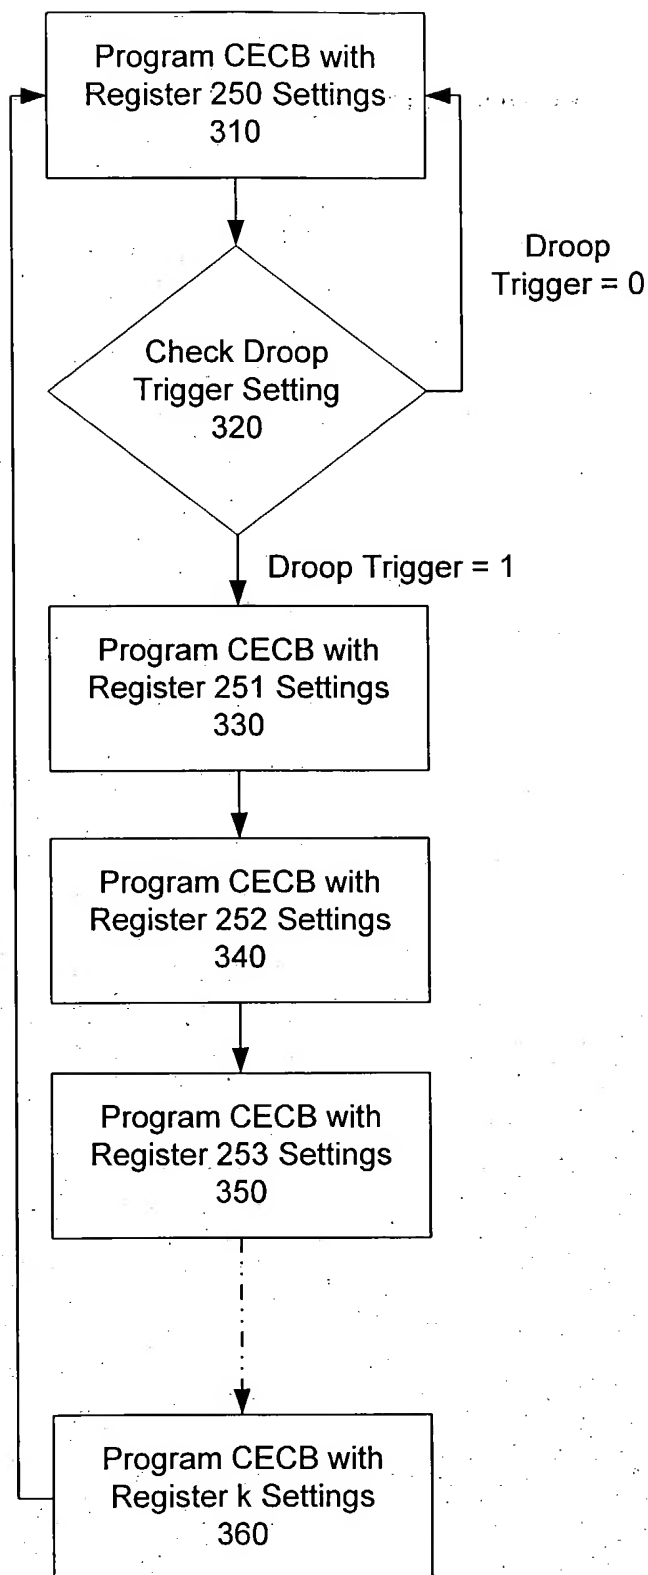 Program CECB with
Register 250 Settings
310
Droop
Trigger = 0
Check Droop
Trigger Setting
320
Droop Trigger = 1
Program CECB with
Register 251 Settings
330
Program CECB with
Register 252 Settings
340
Program CECB with
Register 253 Settings
350
Program CECB with
Register k Settings
360